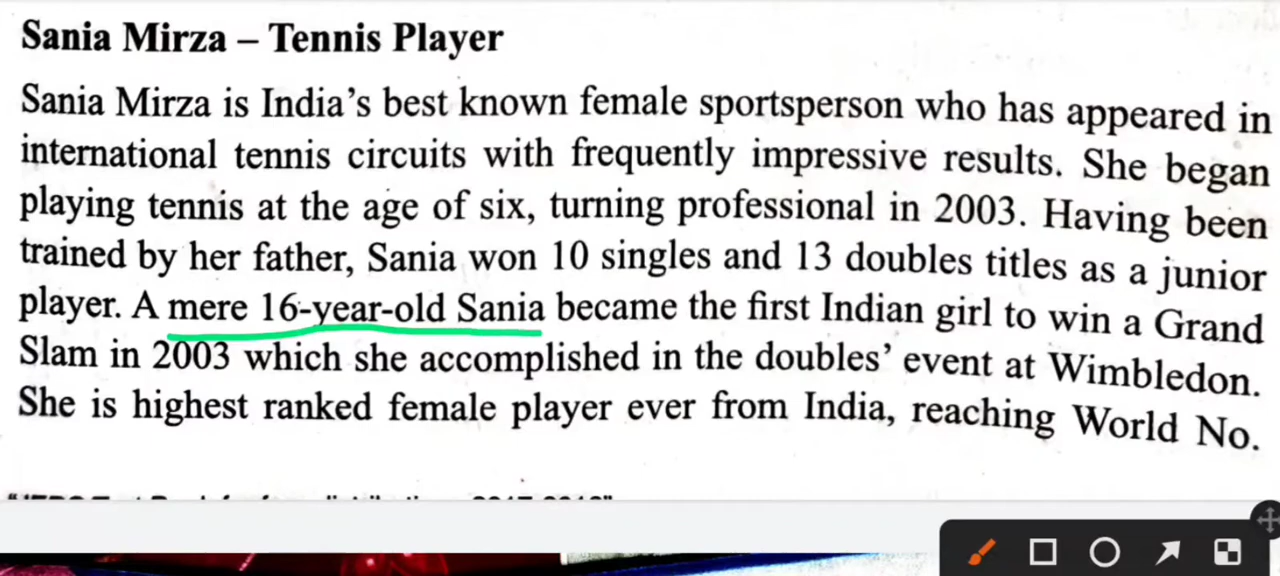 Sania Mirza – Tennis Player
Sania Mirza is India's best known female sportsperson who has appeared in
international tennis circuits with frequently impressive results. She began
playing tennis at the age of six, turning professional in 2003. Having been
trained by her father, Sania won 10 singles and 13 doubles titles as a junior
player. A mere 16-year-old Sania became the first Indian girl to win a Grand
Slam in 2003 which she accomplished in the doubles' event at Wimbledon.
She is highest ranked female player ever from India, reaching World No.